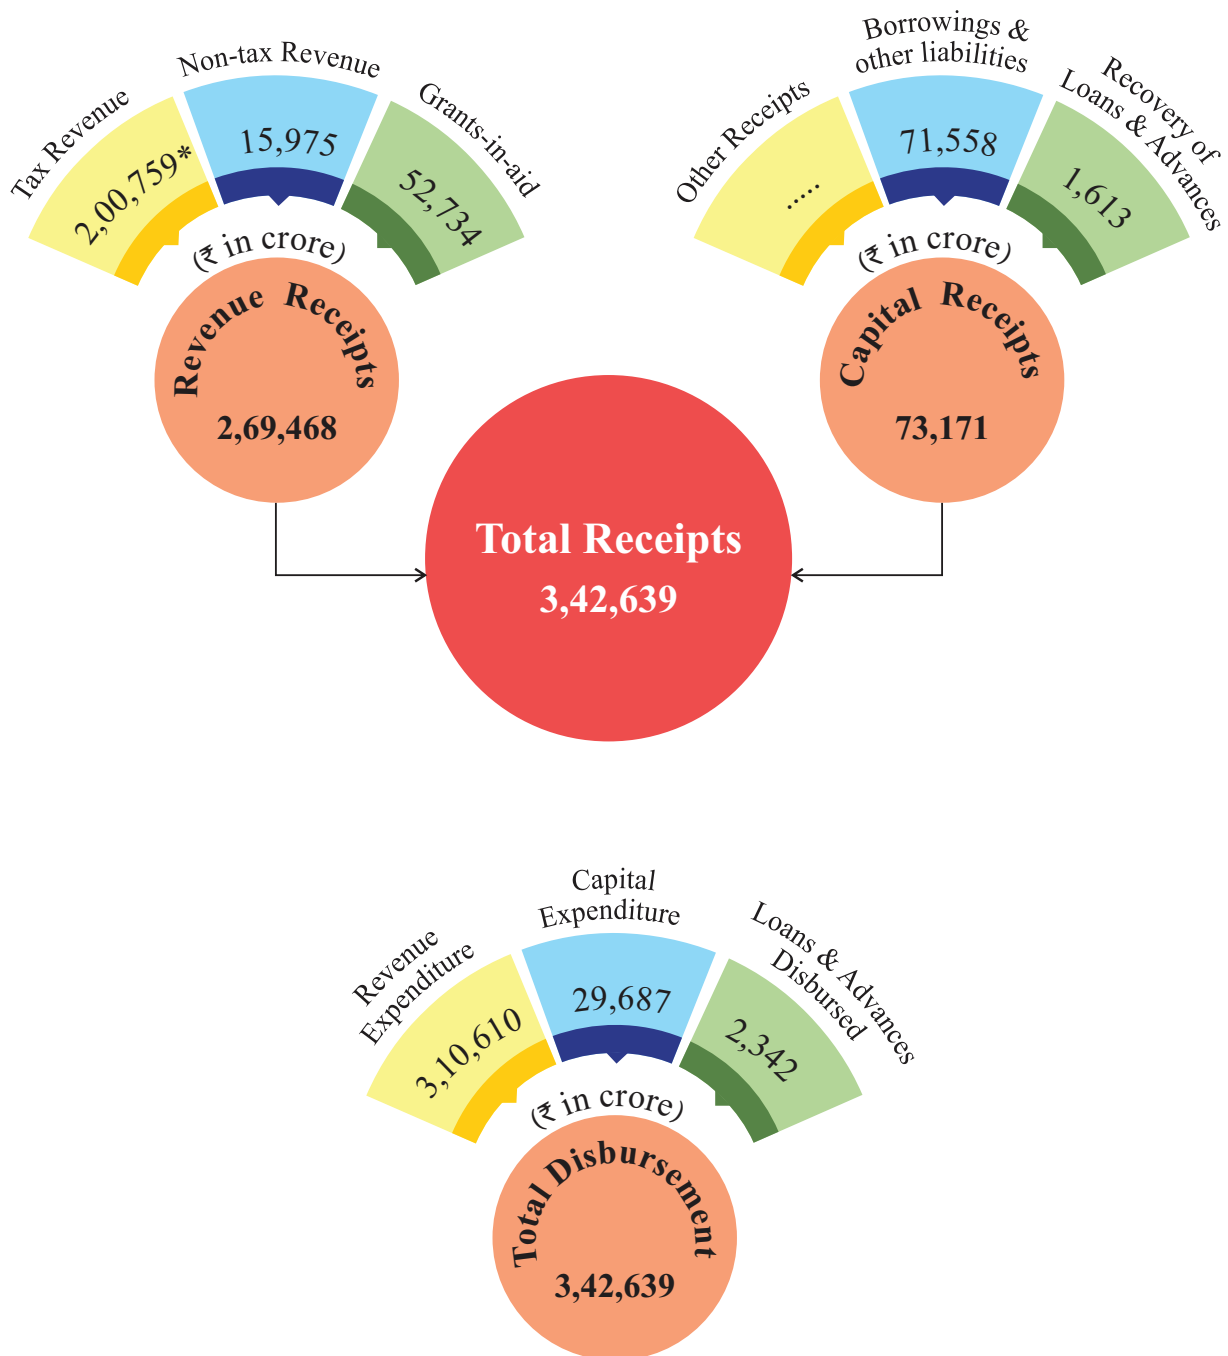 Tax Revenue
2,00,759*
Non-tax Revenue
15,975
Grants-in-aid
52,734
(₹ in crore)
Revenue Receipts
2,69,468
Other Receipts
.....
Borrowings &
other liabilities
71,558
Recovery of
Loans & Advances
1,613
(₹ in crore)
Capital Receipts
73,171
Total Receipts
3,42,639
Revenue
Expenditure
3,10,610
Capital
Expenditure
29,687
Loans & Advances
Disbursed
2,342
(₹ in crore)
Total Disbursement
3,42,639